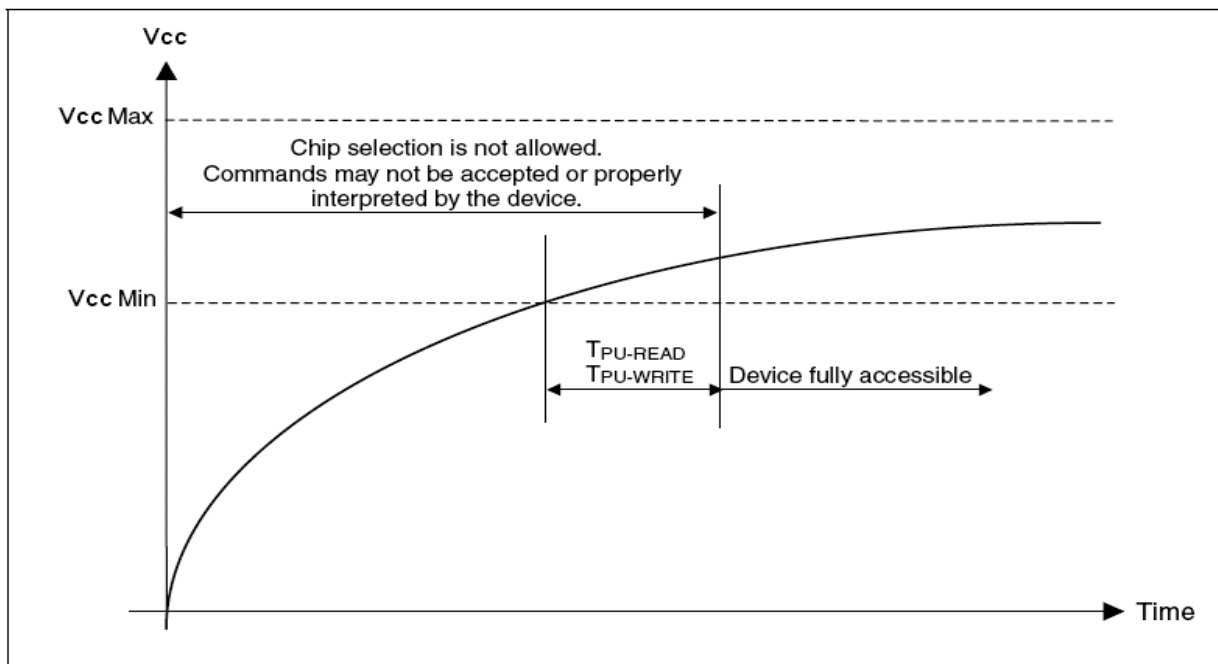 Vcc
Vcc Max
Chip selection is not allowed.
Commands may not be accepted or properly
interpreted by the device.
Vcc Min
TPU-READ
TPU-WRITE
Device fully accessible
Time